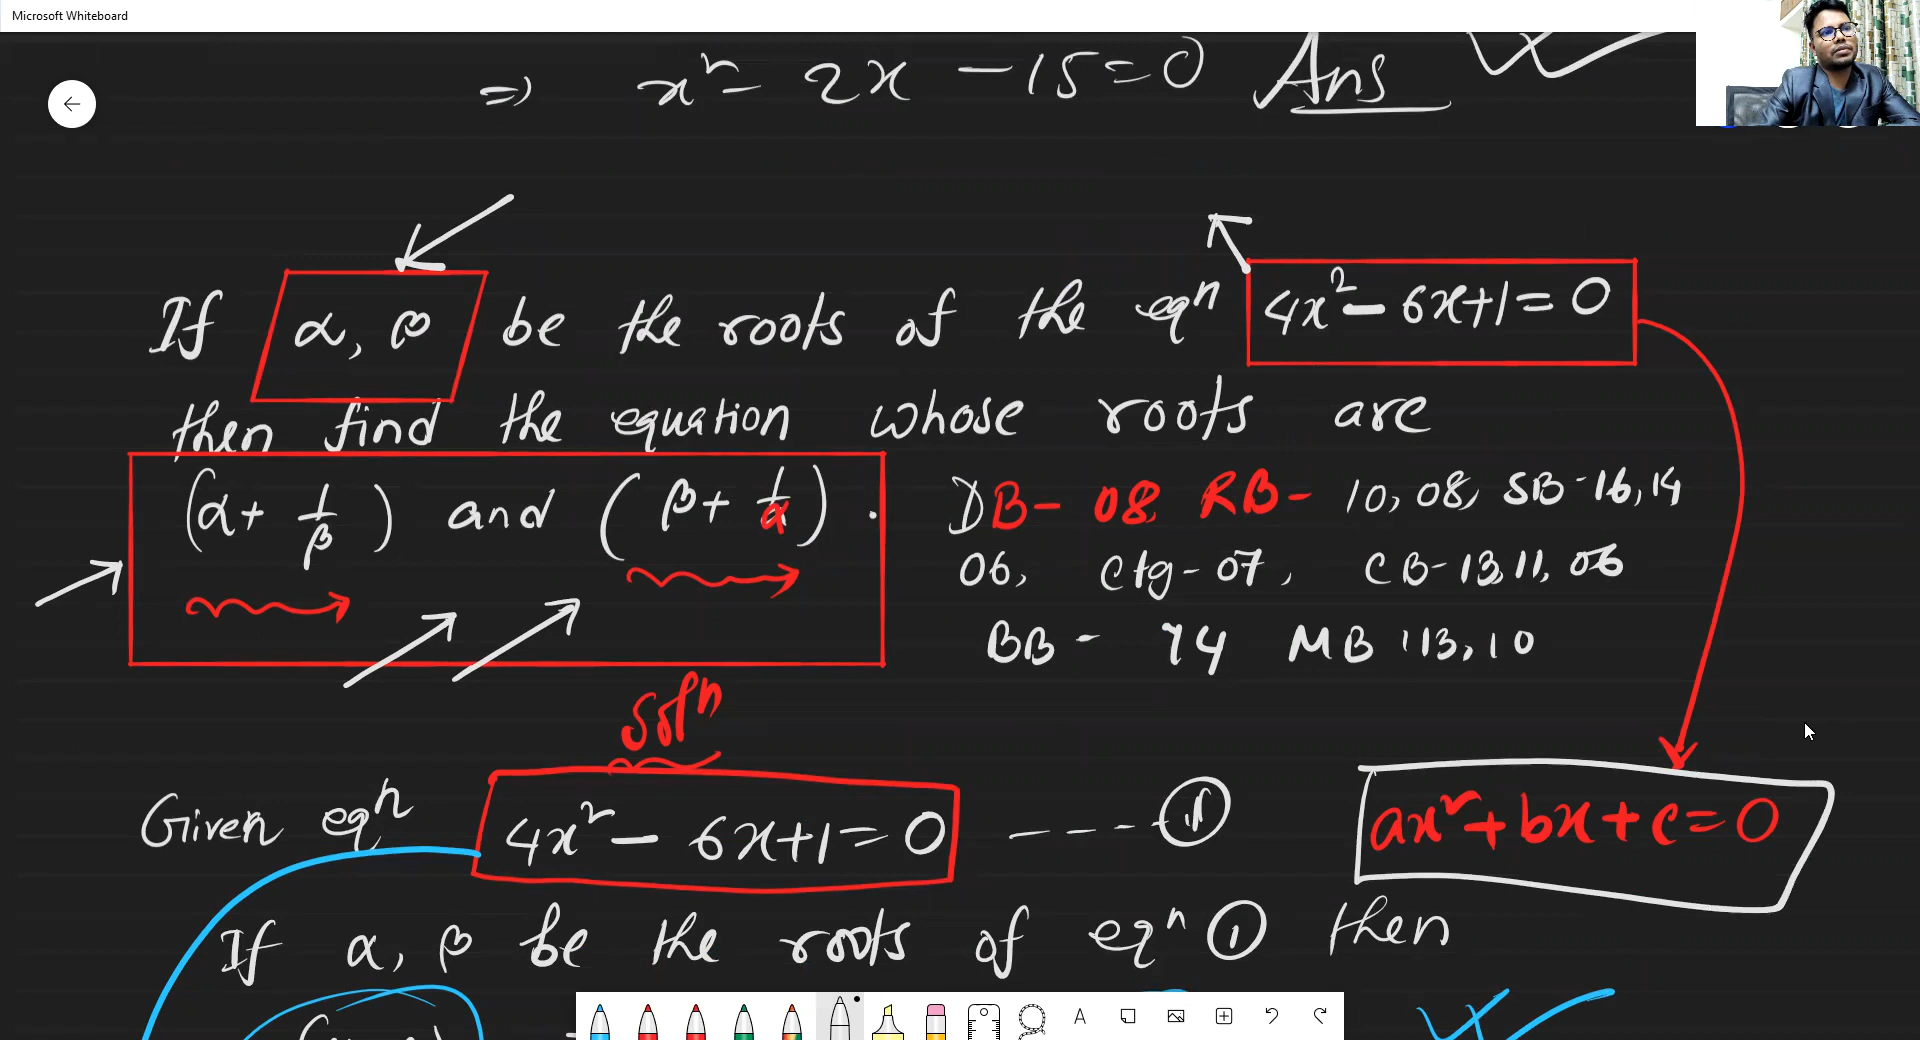 Microsoft Whiteboard
=> x² - 2x - 15 = 0 Ans
If α, β be the roots of the eqⁿ 4x² - 6x + 1 = 0
then find the equation whose roots are
(α + 1/β) and (β + 1/α).
DB - 08, RB - 10, 08, SB - 16, 14
06, Ctg - 07, CB - 13, 11, 06
BB - 14 MB 13, 10
Solⁿ
Given eqⁿ 4x² - 6x + 1 = 0 ---- ①
ax² + bx + c = 0
If α, β be the roots of eqⁿ ① then